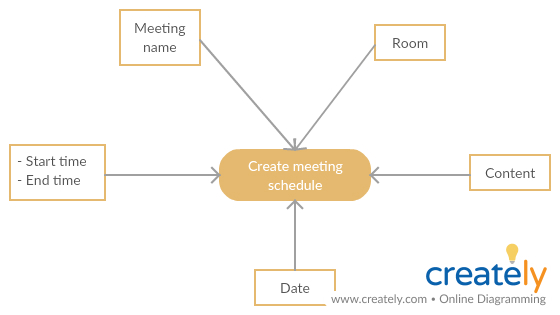 Meeting
name
Room
- Start time
- End time
Create meeting
schedule
Content
Date
creately
www.creately.com • Online Diagramming